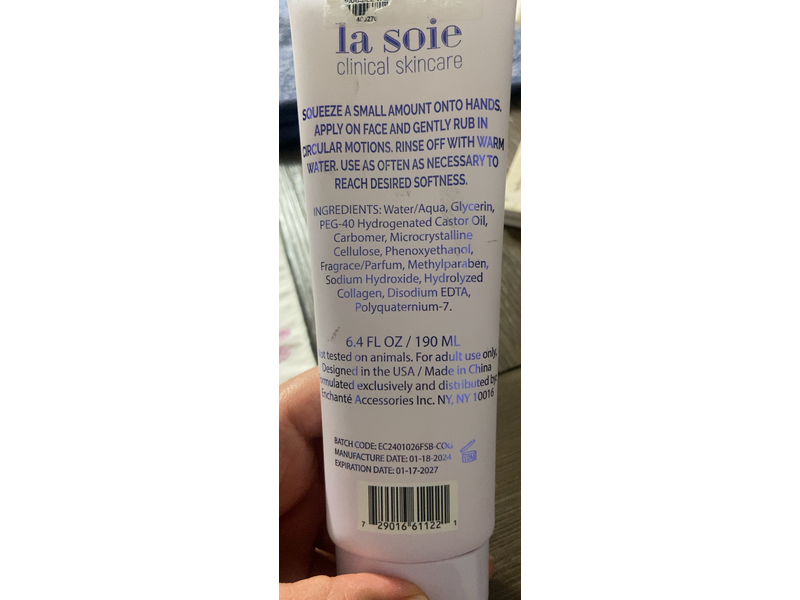 la soie
clinical skincare
SQUEEZE A SMALL AMOUNT ONTO HANDS.
APPLY ON FACE AND GENTLY RUB IN
CIRCULAR MOTIONS. RINSE OFF WITH WARM
WATER. USE AS OFTEN AS NECESSARY TO
REACH DESIRED SOFTNESS.
INGREDIENTS: Water/Aqua, Glycerin,
PEG-40 Hydrogenated Castor Oil,
Carbomer, Microcrystalline
Cellulose, Phenoxyethanol,
Fragrace/Parfum, Methylparaben,
Sodium Hydroxide, Hydrolyzed
Collagen, Disodium EDTA,
Polyquaternium-7.
6.4 FL OZ / 190 ML
tested on animals. For adult use only.
Designed in the USA / Made in China
exclusively and distributed by:
Enchanté Accessories Inc. NY, NY 10016
BATCH CODE:
MANUFACTURE DATE: 01-18-2024
EXPIRATION DATE: 01-17-2027
7 29016 61122 1